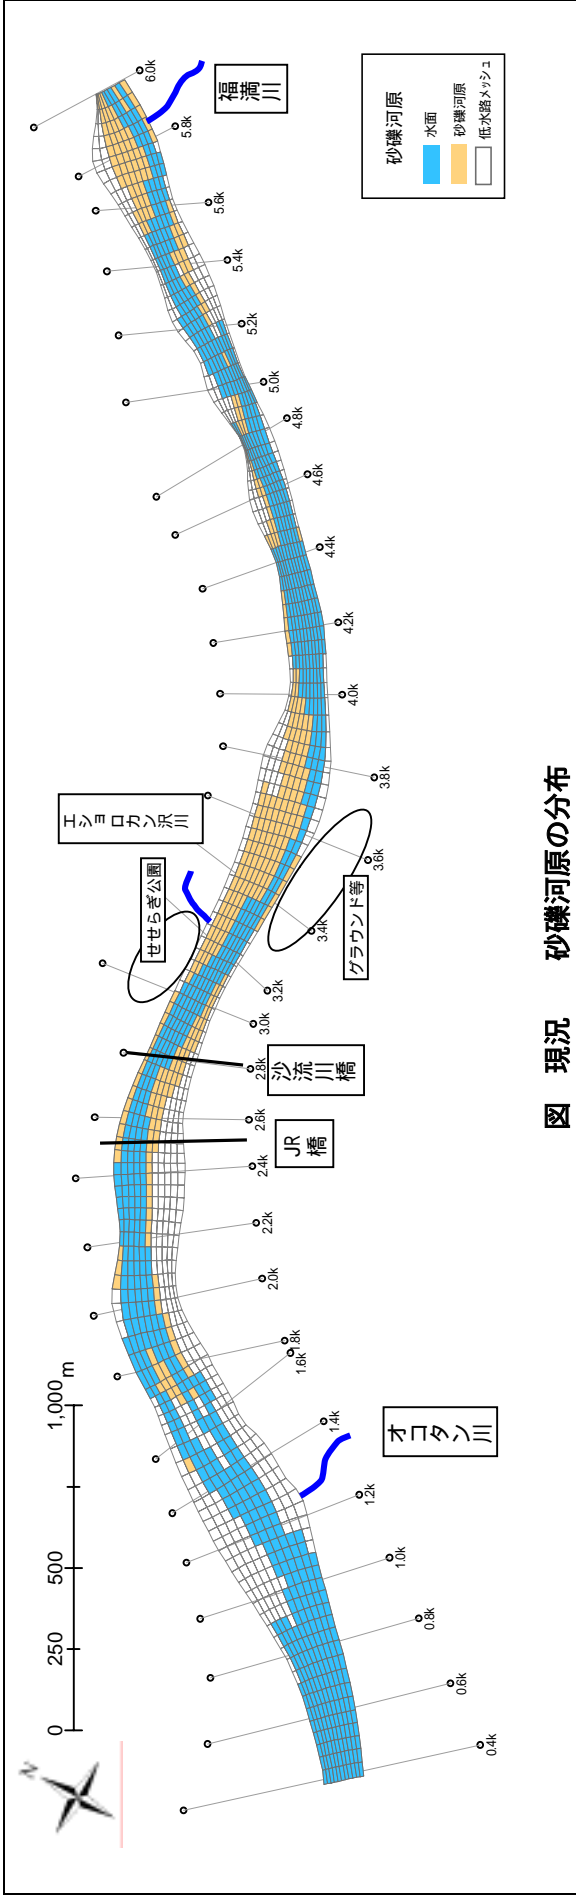 N
0 250 500 1,000 m
0.4k
0.6k
0.8k
1.0k
1.2k
1.4k
1.6k
1.8k
2.0k
2.2k
2.4k
2.6k
2.8k
3.0k
3.2k
3.4k
3.6k
3.8k
4.0k
4.2k
4.4k
4.6k
4.8k
5.0k
5.2k
5.4k
5.6k
5.8k
6.0k
オコタン川
JR
橋
沙流川
橋
せせらぎ公園
エショロカン沢川
グラウンド等
福満
川
砂礫河原
水面
砂礫河原
低水路メッシュ
図 現況 砂礫河原の分布